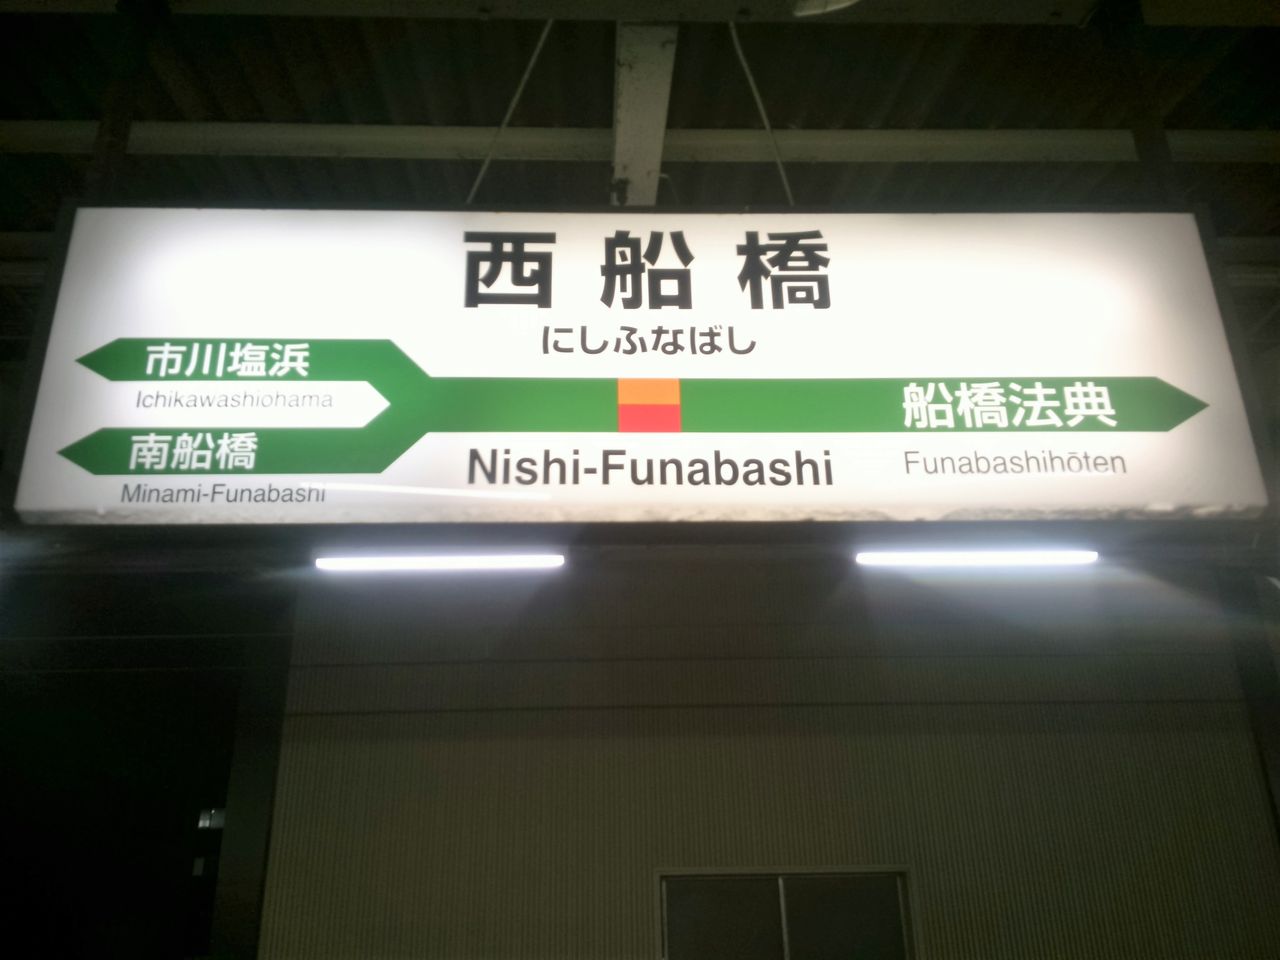 西船橋
にしふなばし
市川塩浜
Ichikawashiohama
南船橋
Minami-Funabashi
Nishi-Funabashi
船橋法典
Funabashihōten